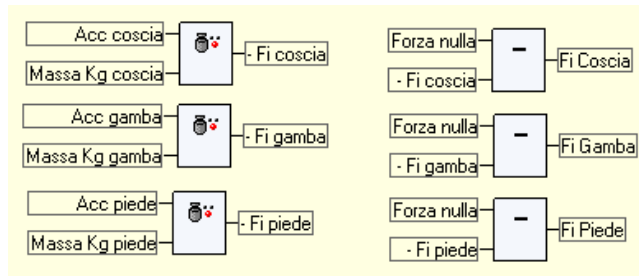 Acc coscia
Massa Kg coscia
- Fi coscia
Acc gamba
Massa Kg gamba
- Fi gamba
Acc piede
Massa Kg piede
- Fi piede
Forza nulla
- Fi coscia
-
Fi Coscia
Forza nulla
- Fi gamba
-
Fi Gamba
Forza nulla
- Fi piede
-
Fi Piede